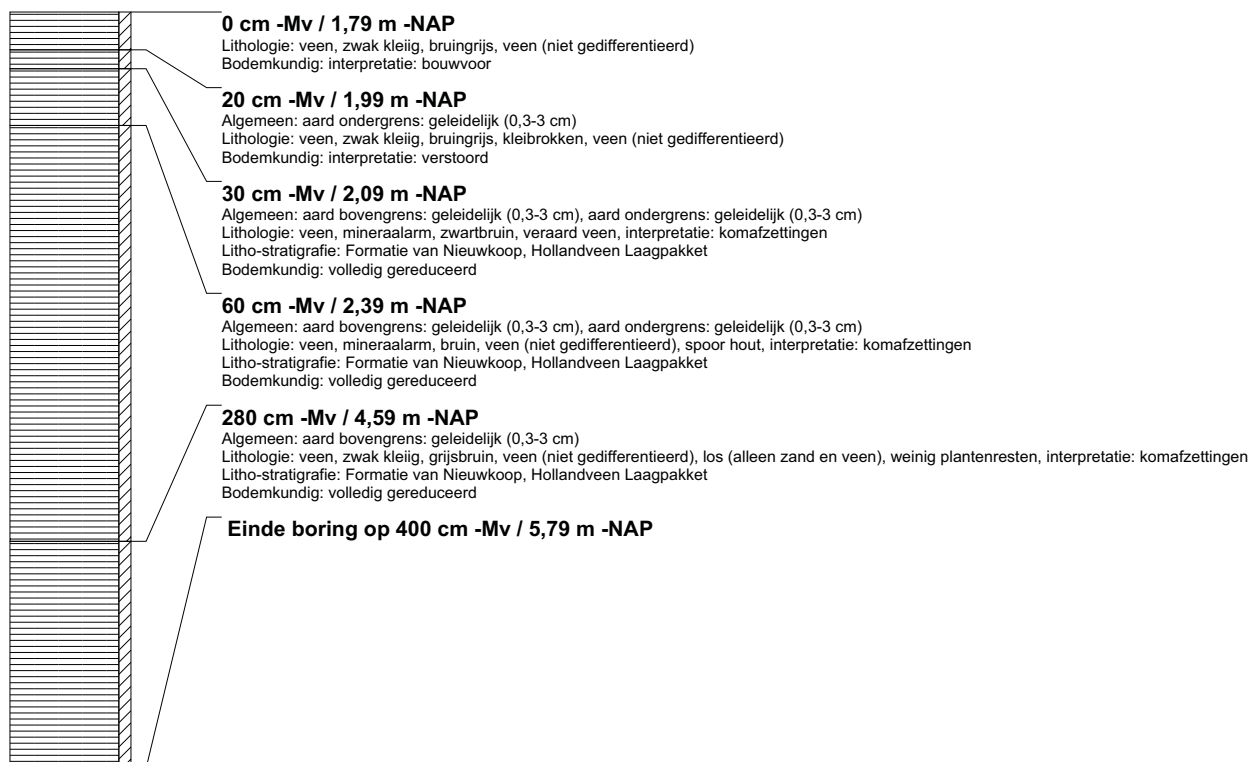 0 cm -Mv / 1,79 m -NAP
Lithologie: veen, zwak kleiig, bruingrijs, veen (niet gedifferentieerd)
Bodemkundig: interpretatie: bouwvoor
20 cm -Mv / 1,99 m -NAP
Algemeen: aard ondergrens: geleidelijk (0,3-3 cm)
Lithologie: veen, zwak kleiig, bruingrijs, kleibrokken, veen (niet gedifferentieerd)
Bodemkundig: interpretatie: verstoord
30 cm -Mv / 2,09 m -NAP
Algemeen: aard bovengrens: geleidelijk (0,3-3 cm), aard ondergrens: geleidelijk (0,3-3 cm)
Lithologie: veen, mineraalarm, zwartbruin, veraard veen, interpretatie: komafzettingen
Litho-stratigrafie: Formatie van Nieuwkoop, Hollandveen Laagpakket
Bodemkundig: volledig gereduceerd
60 cm -Mv / 2,39 m -NAP
Algemeen: aard bovengrens: geleidelijk (0,3-3 cm), aard ondergrens: geleidelijk (0,3-3 cm)
Lithologie: veen, mineraalarm, bruin, veen (niet gedifferentieerd), spoor hout, interpretatie: komafzettingen
Litho-stratigrafie: Formatie van Nieuwkoop, Hollandveen Laagpakket
Bodemkundig: volledig gereduceerd
280 cm -Mv / 4,59 m -NAP
Algemeen: aard bovengrens: geleidelijk (0,3-3 cm)
Lithologie: veen, zwak kleiig, grijsbruin, veen (niet gedifferentieerd), los (alleen zand en veen), weinig plantenresten, interpretatie: komafzettingen
Litho-stratigrafie: Formatie van Nieuwkoop, Hollandveen Laagpakket
Bodemkundig: volledig gereduceerd
Einde boring op 400 cm -Mv / 5,79 m -NAP